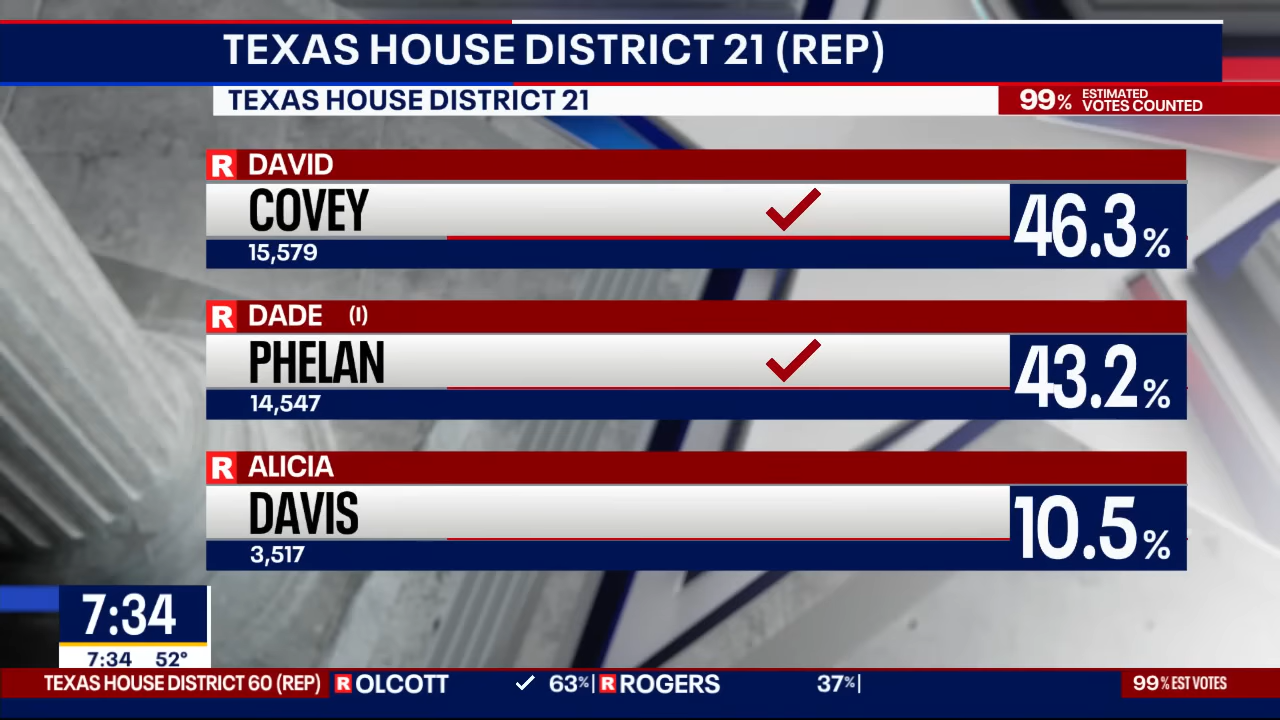 TEXAS HOUSE DISTRICT 21 (REP)
TEXAS HOUSE DISTRICT 21
99% ESTIMATED VOTES COUNTED
R DAVID
COVEY
46.3%
15,579
R DADE (I)
PHELAN
43.2%
14,547
R ALICIA
DAVIS
10.5%
3,517
7:34
7:34 52°
TEXAS HOUSE DISTRICT 60 (REP) R OLCOTT 63%| R ROGERS 37%| 99% EST VOTES